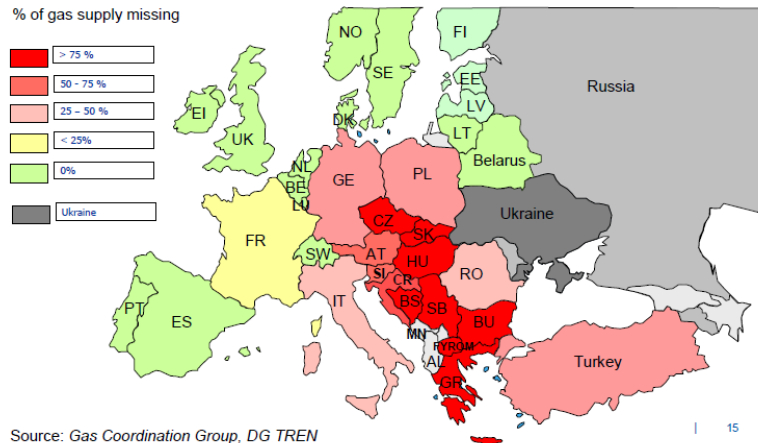 % of gas supply missing
> 75 %
50 - 75 %
25 – 50 %
< 25%
0%
Ukraine
NO
FI
SE
EE
Russia
EI
LV
DK
LT
UK
Belarus
NL
BE
GE
PL
LU
Ukraine
CZ
SK
FR
AT
HU
SW
SI
CR
RO
IT
BS
SB
PT
ES
MN
BU
FYROM
AL
Turkey
GR
Source: Gas Coordination Group, DG TREN
| 15